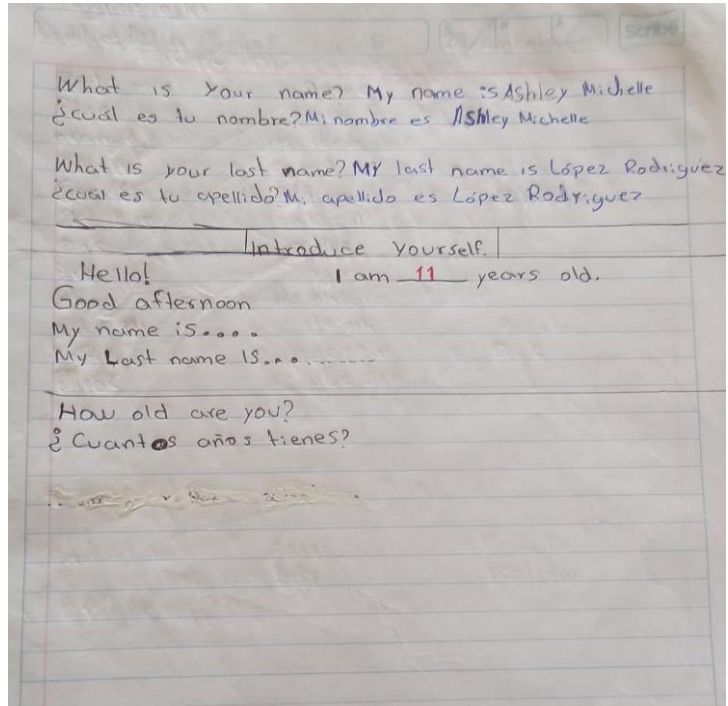 Scribe
What is your name? My name is Ashley Michelle
¿cuál es tu nombre? Mi nombre es Ashley Michelle
What is your last name? MY last name is López Rodriguez
¿cuál es tu apellido? Mi apellido es López Rodriguez
Introduce yourself.
Hello! I am 11 years old.
Good afternoon
My name is....
My Last name Is............
How old are you?
¿Cuantos años tienes?